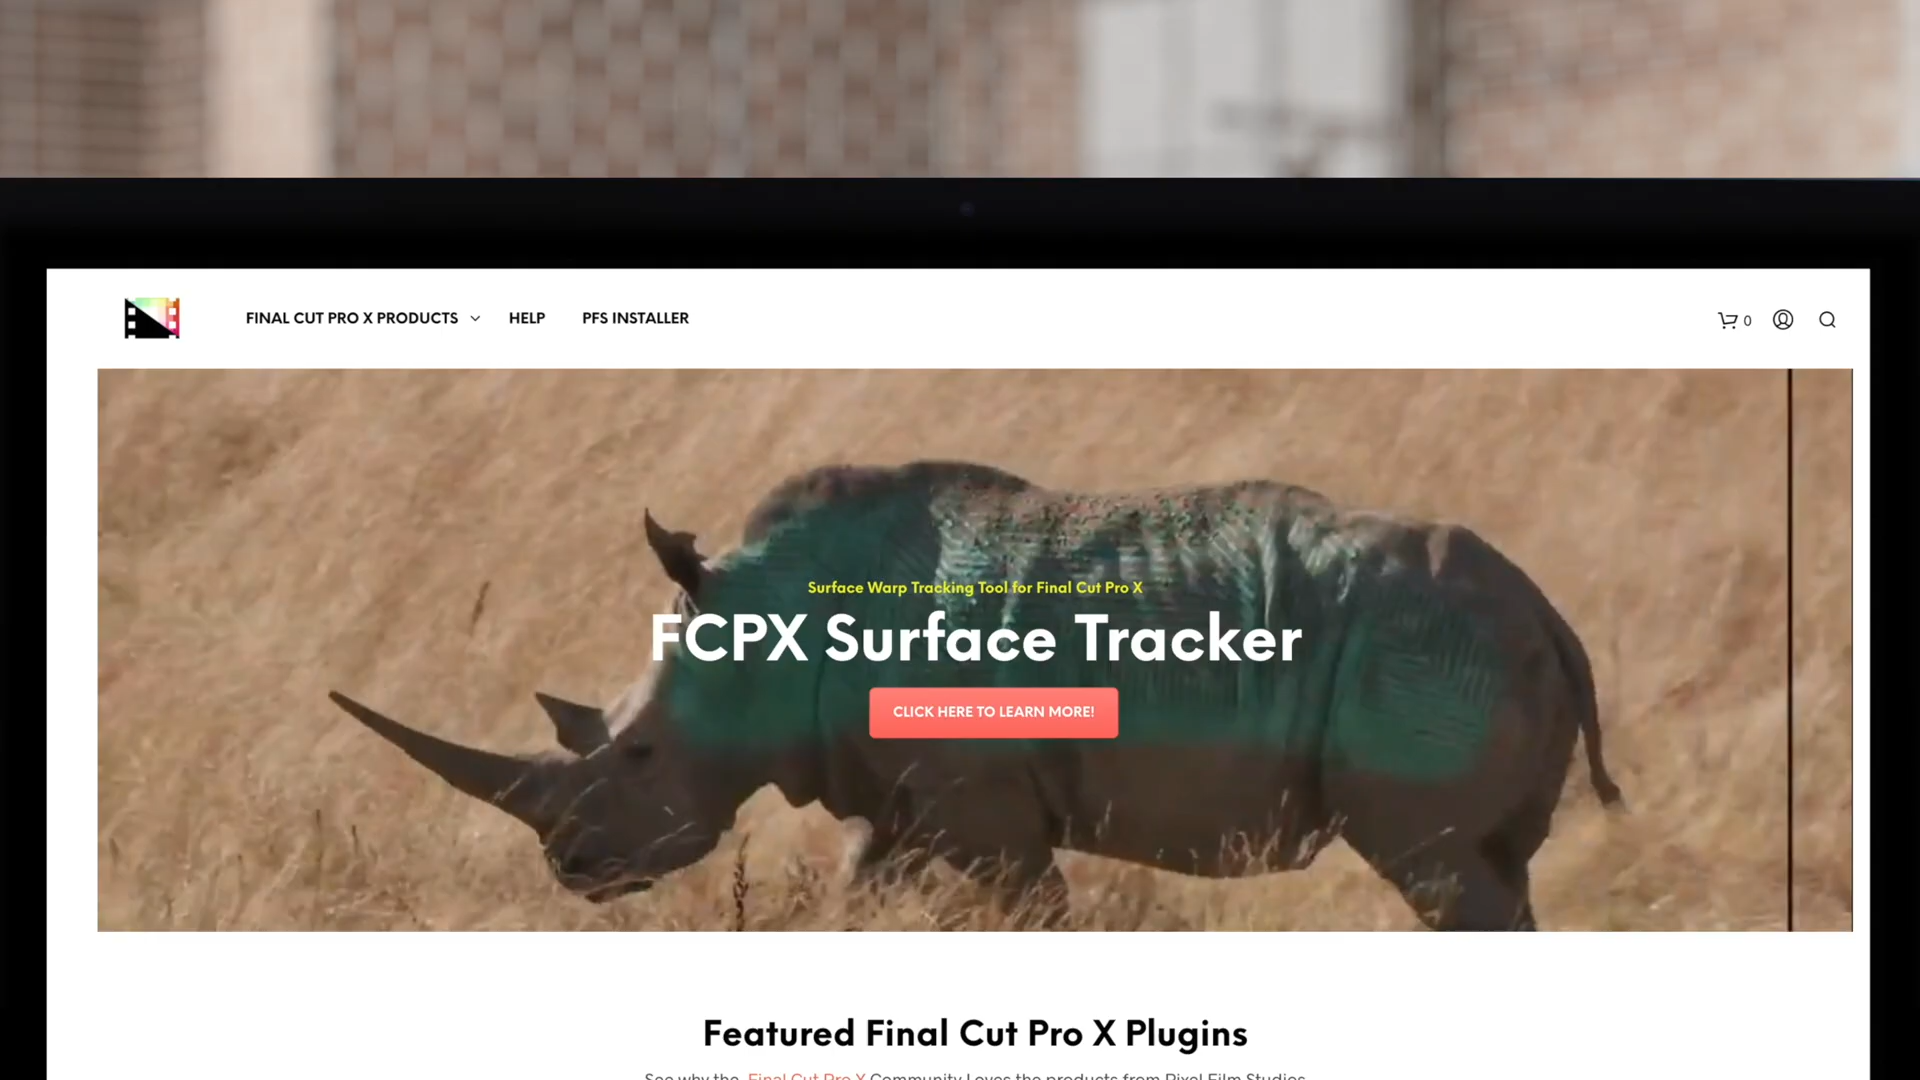 FINAL CUT PRO X PRODUCTS HELP PFS INSTALLER 0
Surface Warp Tracking Tool for Final Cut Pro X
FCPX Surface Tracker
CLICK HERE TO LEARN MORE!
Featured Final Cut Pro X Plugins
See why the Final Cut Pro X Community Loves the products from Pixel Film Studios